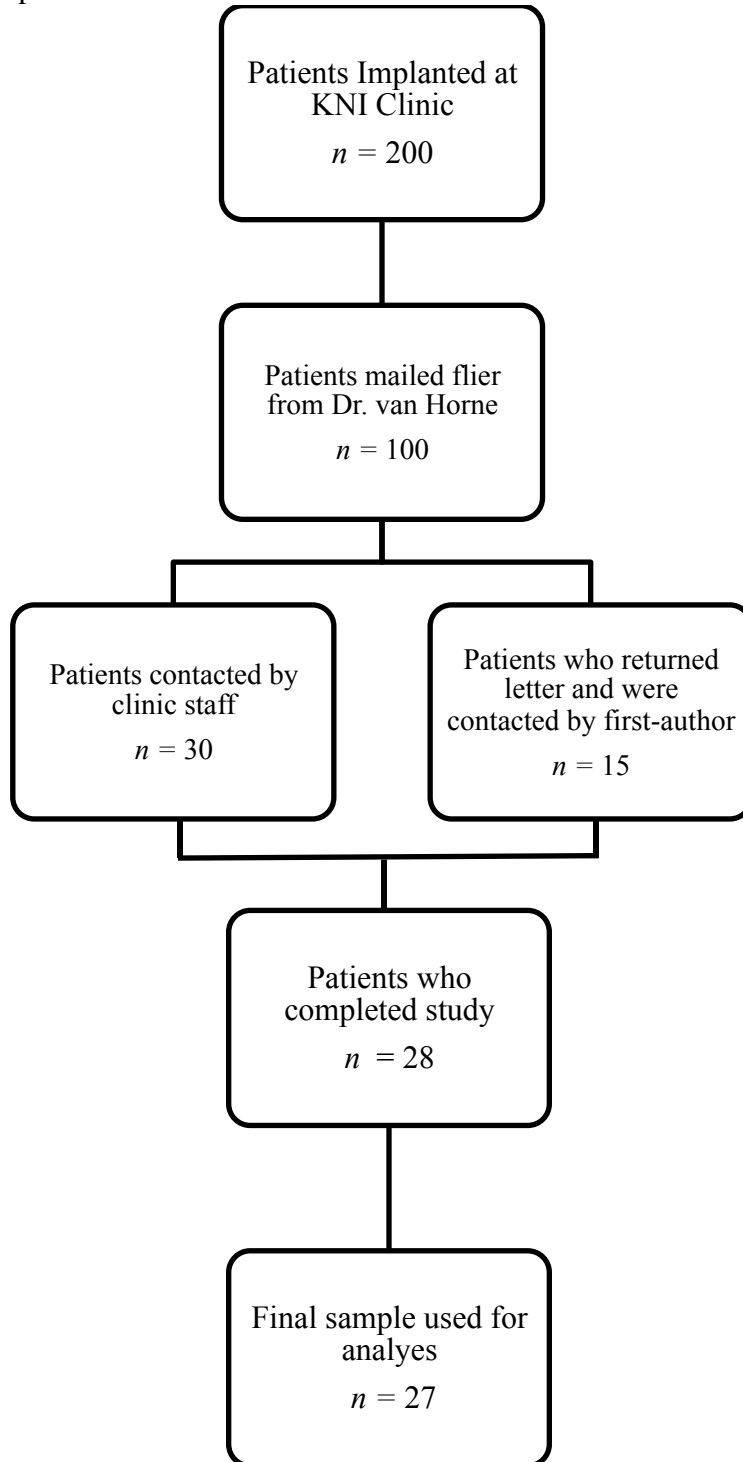 Patients Implanted at
KNI Clinic
n = 200
Patients mailed flier
from Dr. van Horne
n = 100
Patients contacted by
clinic staff
n = 30
Patients who returned
letter and were
contacted by first-author
n = 15
Patients who
completed study
n = 28
Final sample used for
analyes
n = 27